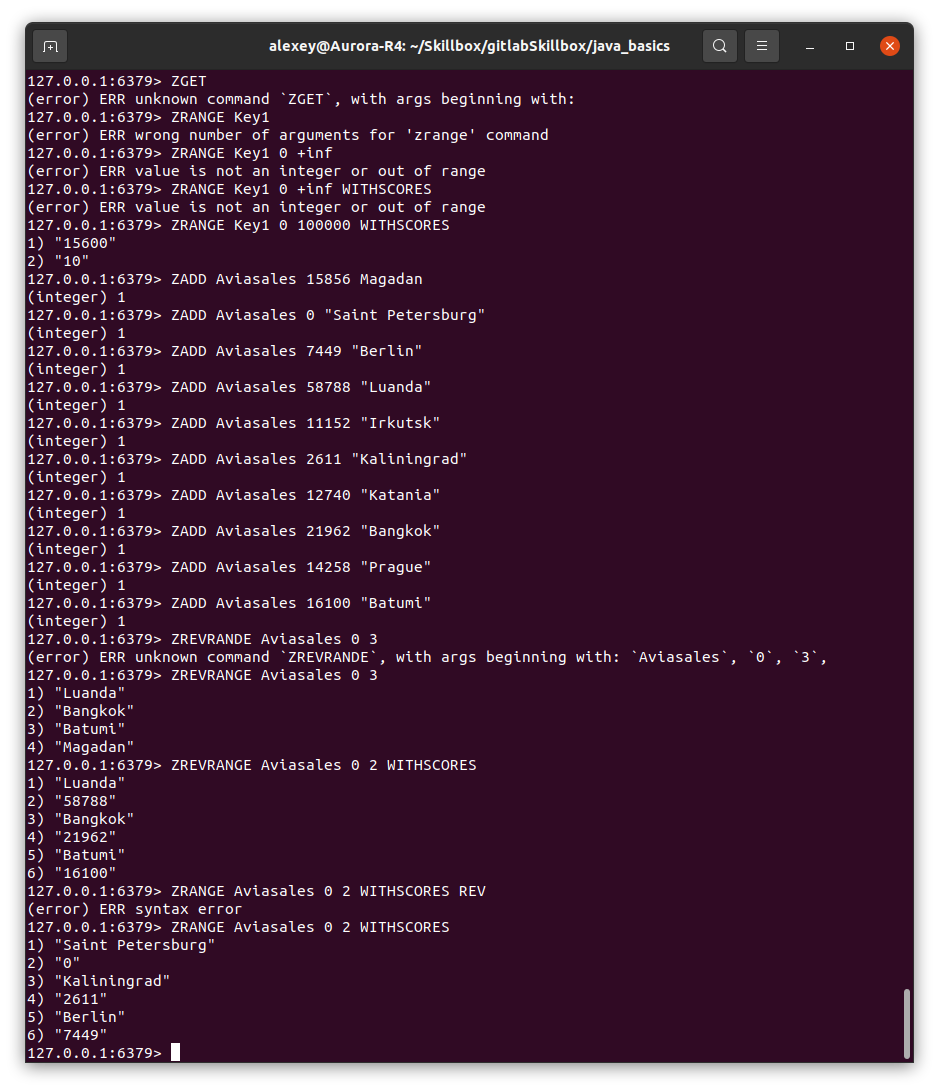 alexey@Aurora-R4: ~/Skillbox/gitlabSkillbox/java_basics
127.0.0.1:6379> ZGET
(error) ERR unknown command `ZGET`, with args beginning with:
127.0.0.1:6379> ZRANGE Key1
(error) ERR wrong number of arguments for 'zrange' command
127.0.0.1:6379> ZRANGE Key1 0 +inf
(error) ERR value is not an integer or out of range
127.0.0.1:6379> ZRANGE Key1 0 +inf WITHSCORES
(error) ERR value is not an integer or out of range
127.0.0.1:6379> ZRANGE Key1 0 100000 WITHSCORES
1) "15600"
2) "10"
127.0.0.1:6379> ZADD Aviasales 15856 Magadan
(integer) 1
127.0.0.1:6379> ZADD Aviasales 0 "Saint Petersburg"
(integer) 1
127.0.0.1:6379> ZADD Aviasales 7449 "Berlin"
(integer) 1
127.0.0.1:6379> ZADD Aviasales 58788 "Luanda"
(integer) 1
127.0.0.1:6379> ZADD Aviasales 11152 "Irkutsk"
(integer) 1
127.0.0.1:6379> ZADD Aviasales 2611 "Kaliningrad"
(integer) 1
127.0.0.1:6379> ZADD Aviasales 12740 "Katania"
(integer) 1
127.0.0.1:6379> ZADD Aviasales 21962 "Bangkok"
(integer) 1
127.0.0.1:6379> ZADD Aviasales 14258 "Prague"
(integer) 1
127.0.0.1:6379> ZADD Aviasales 16100 "Batumi"
(integer) 1
127.0.0.1:6379> ZREVRANDE Aviasales 0 3
(error) ERR unknown command `ZREVRANDE`, with args beginning with: `Aviasales`, `0`, `3`,
127.0.0.1:6379> ZREVRANGE Aviasales 0 3
1) "Luanda"
2) "Bangkok"
3) "Batumi"
4) "Magadan"
127.0.0.1:6379> ZREVRANGE Aviasales 0 2 WITHSCORES
1) "Luanda"
2) "58788"
3) "Bangkok"
4) "21962"
5) "Batumi"
6) "16100"
127.0.0.1:6379> ZRANGE Aviasales 0 2 WITHSCORES REV
(error) ERR syntax error
127.0.0.1:6379> ZRANGE Aviasales 0 2 WITHSCORES
1) "Saint Petersburg"
2) "0"
3) "Kaliningrad"
4) "2611"
5) "Berlin"
6) "7449"
127.0.0.1:6379>